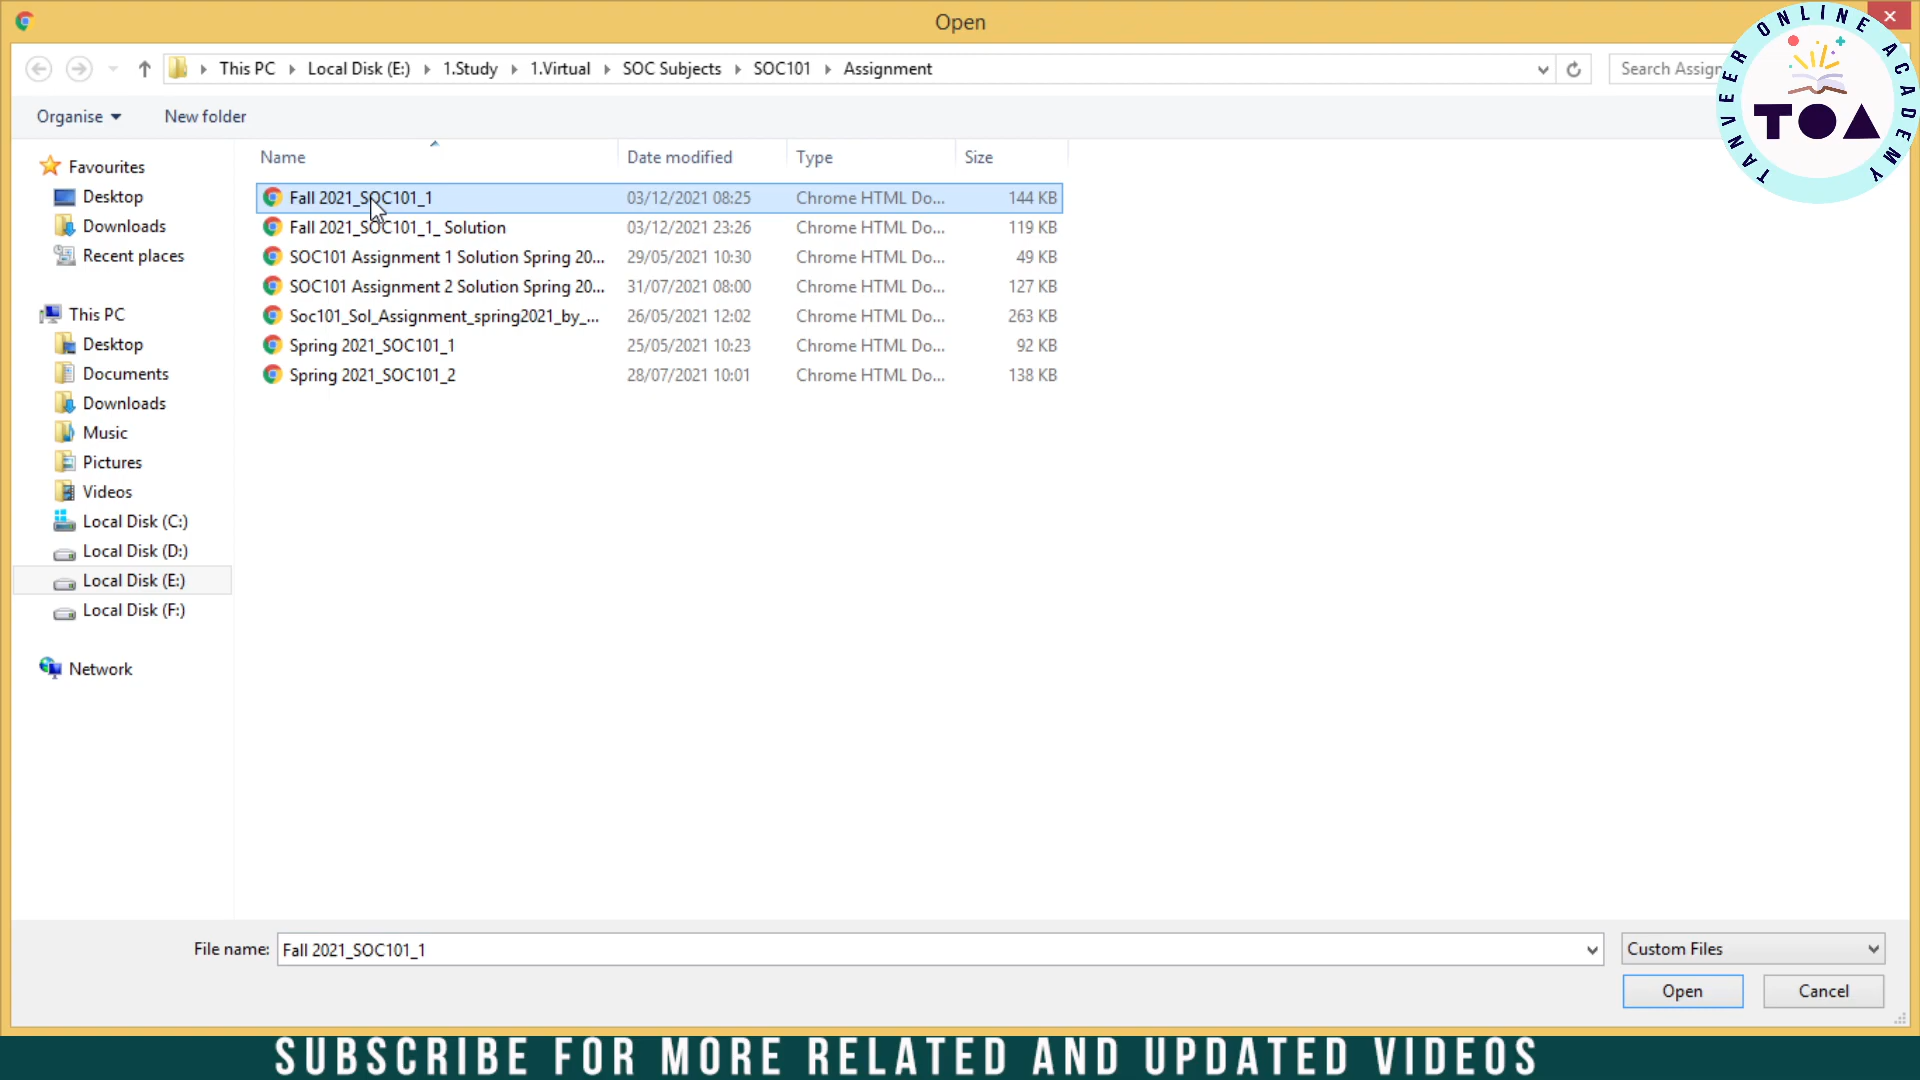 Open
This PC Local Disk (E:) 1.Study 1.Virtual SOC Subjects SOC101 Assignment
Search Assign
TANVEER ONLINE ACADEMY
TOA
Organise New folder
Name Date modified Type Size
Favourites
Desktop
Downloads
Recent places
This PC
Desktop
Documents
Downloads
Music
Pictures
Videos
Local Disk (C:)
Local Disk (D:)
Local Disk (E:)
Local Disk (F:)
Network
Fall 2021_SOC101_1 03/12/2021 08:25 Chrome HTML Do... 144 KB
Fall 2021_SOC101_1_ Solution 03/12/2021 23:26 Chrome HTML Do... 119 KB
SOC101 Assignment 1 Solution Spring 20... 29/05/2021 10:30 Chrome HTML Do... 49 KB
SOC101 Assignment 2 Solution Spring 20... 31/07/2021 08:00 Chrome HTML Do... 127 KB
Soc101_Sol_Assignment_spring2021_by_... 26/05/2021 12:02 Chrome HTML Do... 263 KB
Spring 2021_SOC101_1 25/05/2021 10:23 Chrome HTML Do... 92 KB
Spring 2021_SOC101_2 28/07/2021 10:01 Chrome HTML Do... 138 KB
File name: Fall 2021_SOC101_1 Custom Files
Open Cancel
SUBSCRIBE FOR MORE RELATED AND UPDATED VIDEOS